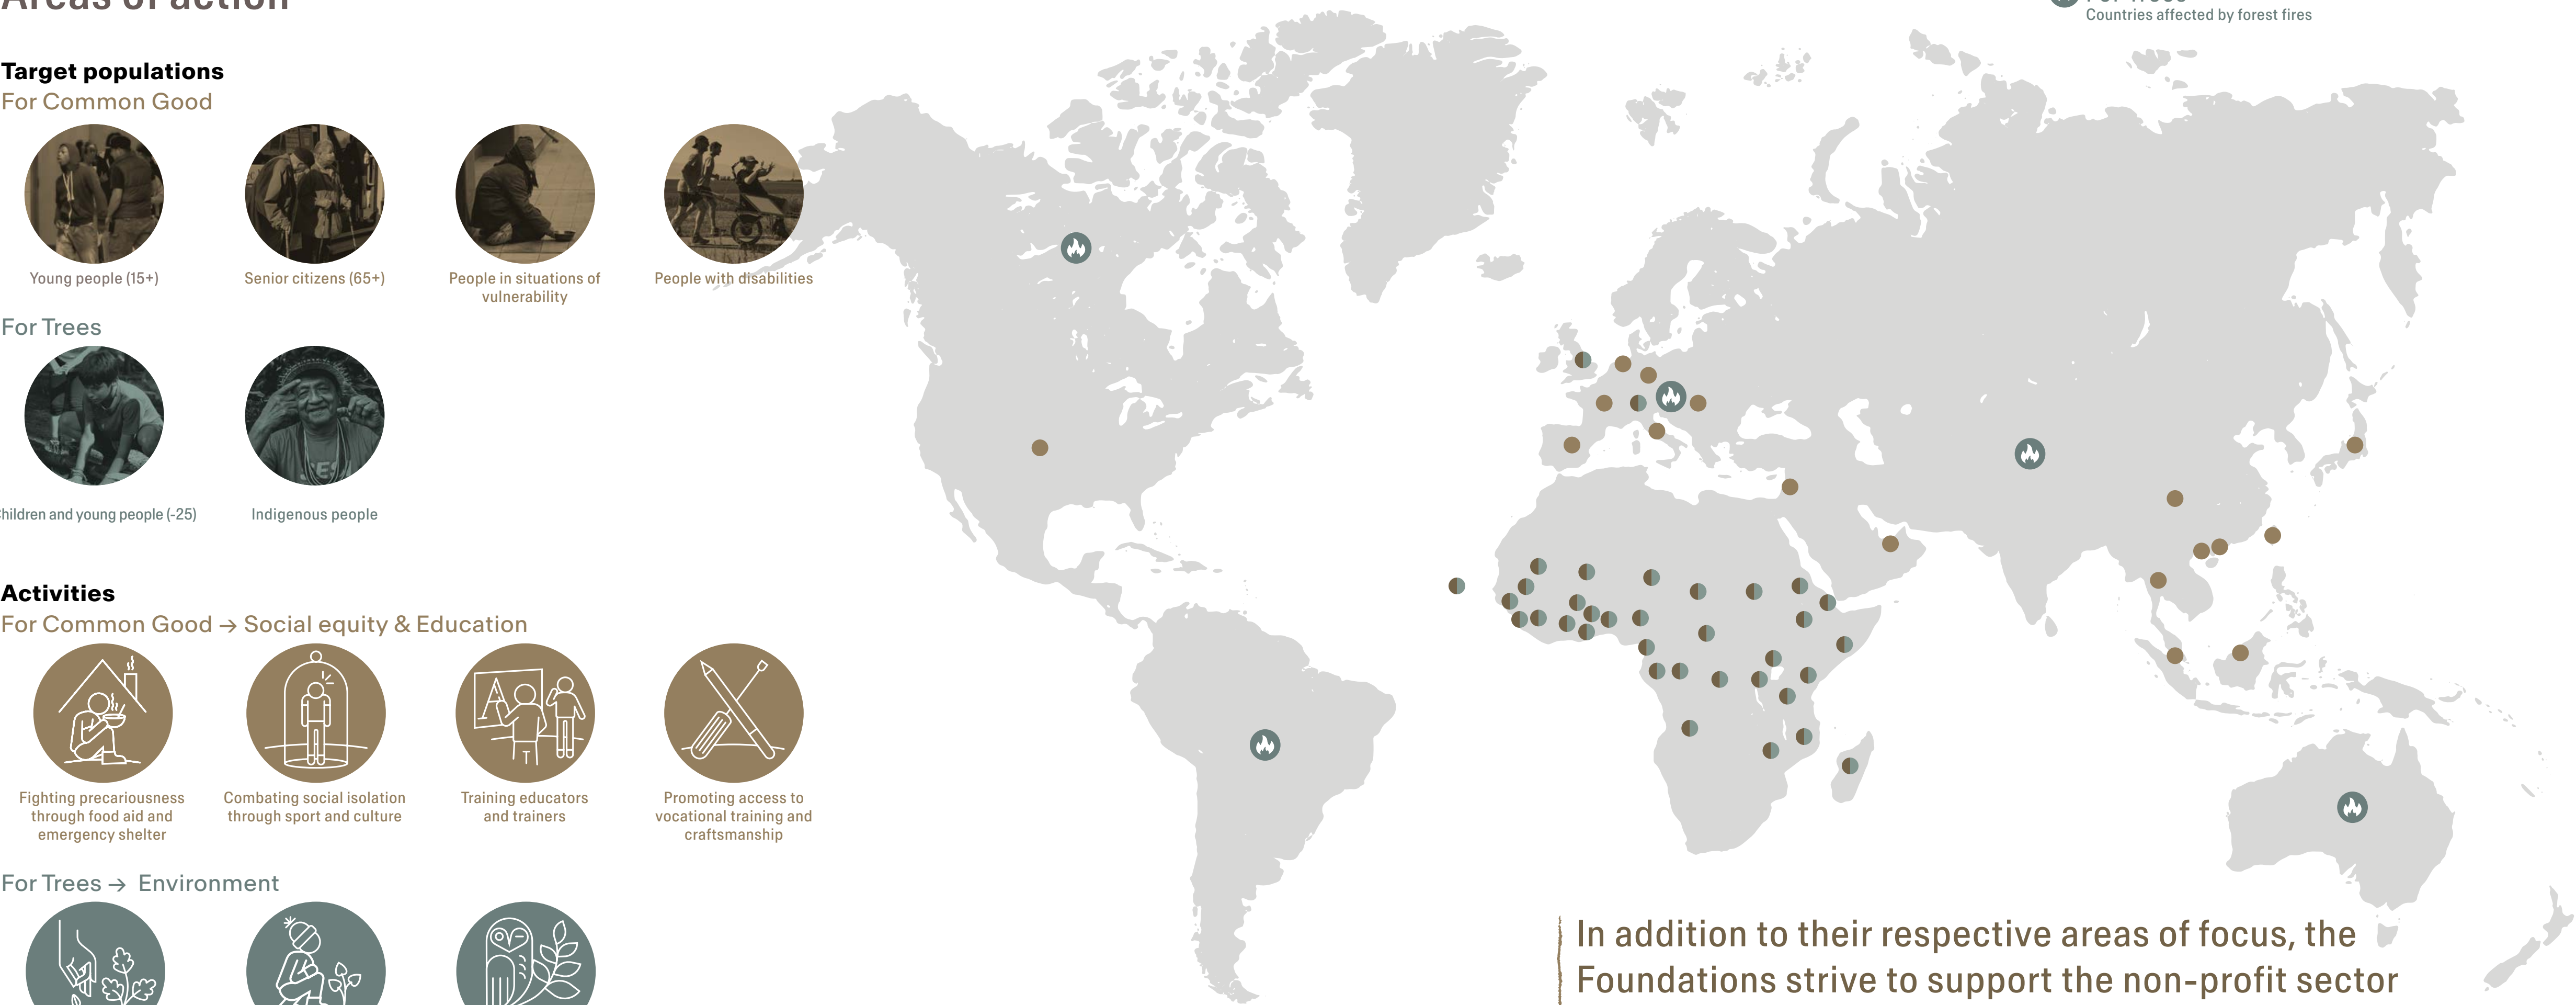 Areas of action
Countries affected by forest fires
Target populations
For Common Good
Young people (15+)
Senior citizens (65+)
People in situations of
vulnerability
People with disabilities
For Trees
hildren and young people (-25)
Indigenous people
Activities
For Common Good → Social equity & Education
Fighting precariousness
through food aid and
emergency shelter
Combating social isolation
through sport and culture
Training educators
and trainers
Promoting access to
vocational training and
craftsmanship
For Trees → Environment
In addition to their respective areas of focus, the
Foundations strive to support the non-profit sector